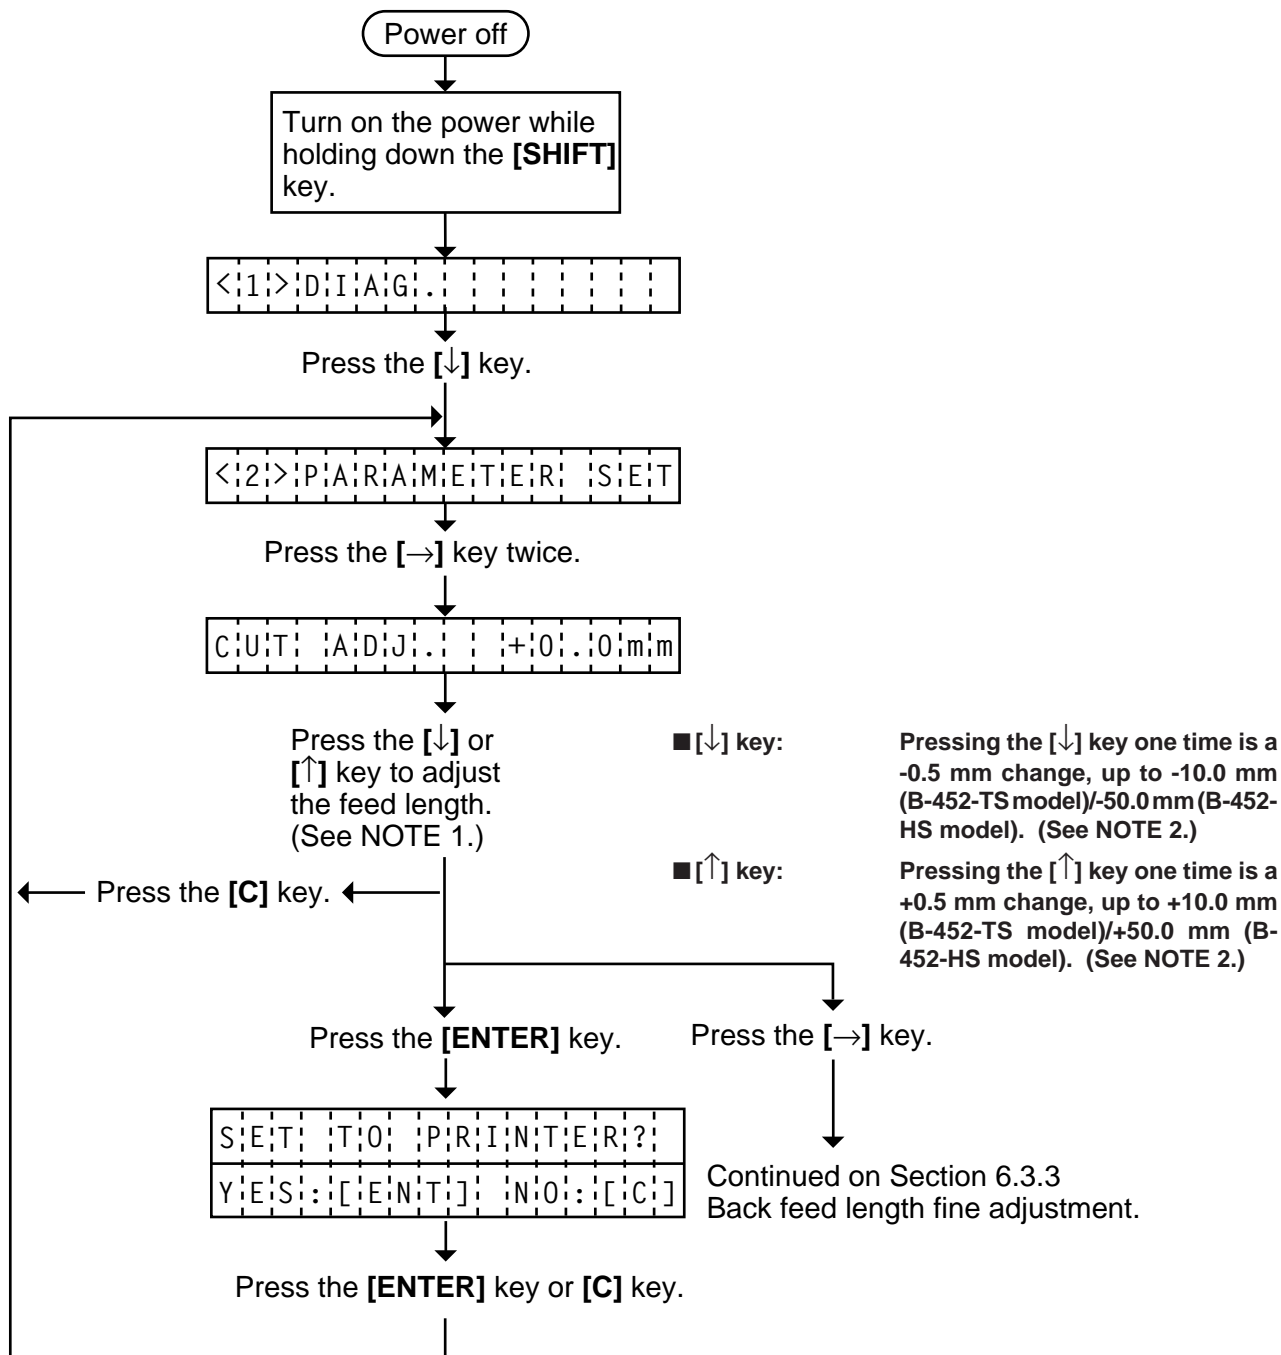 Power off
Turn on the power while
holding down the [SHIFT]
key.
<1>DIAG.
Press the [↓] key.
<2>PARAMETER SET
Press the [→] key twice.
CUT ADJ.  +0.0mm
Press the [↓] or
[↑] key to adjust
the feed length.
(See NOTE 1.)
■ [↓] key:
Pressing the [↓] key one time is a
-0.5 mm change, up to -10.0 mm
(B-452-TS model)/-50.0 mm (B-452-
HS model). (See NOTE 2.)
■ [↑] key:
Pressing the [↑] key one time is a
+0.5 mm change, up to +10.0 mm
(B-452-TS model)/+50.0 mm (B-
452-HS model). (See NOTE 2.)
Press the [C] key.
Press the [ENTER] key.
Press the [→] key.
SET TO PRINTER?
YES:[ENT] NO:[C]
Continued on Section 6.3.3
Back feed length fine adjustment.
Press the [ENTER] key or [C] key.